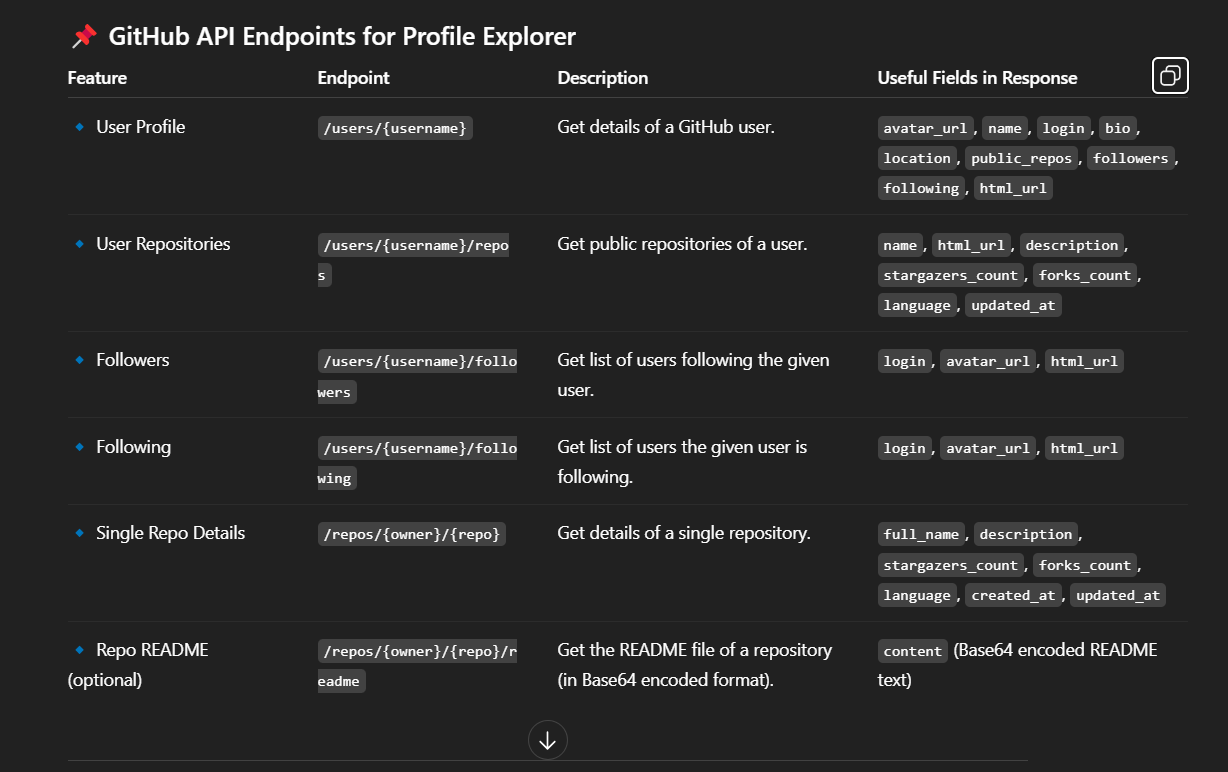 📌 GitHub API Endpoints for Profile Explorer
Feature Endpoint Description Useful Fields in Response
🔹 User Profile /users/{username} Get details of a GitHub user. avatar_url, name, login, bio,
location, public_repos, followers,
following, html_url
🔹 User Repositories /users/{username}/repo Get public repositories of a user. name, html_url, description,
s stargazers_count, forks_count,
language, updated_at
🔹 Followers /users/{username}/follo Get list of users following the given login, avatar_url, html_url
wers user.
🔹 Following /users/{username}/follo Get list of users the given user is login, avatar_url, html_url
wing following.
🔹 Single Repo Details /repos/{owner}/{repo} Get details of a single repository. full_name, description,
stargazers_count, forks_count,
language, created_at, updated_at
🔹 Repo README /repos/{owner}/{repo}/r Get the README file of a repository content (Base64 encoded README
(optional) eadme (in Base64 encoded format). text)